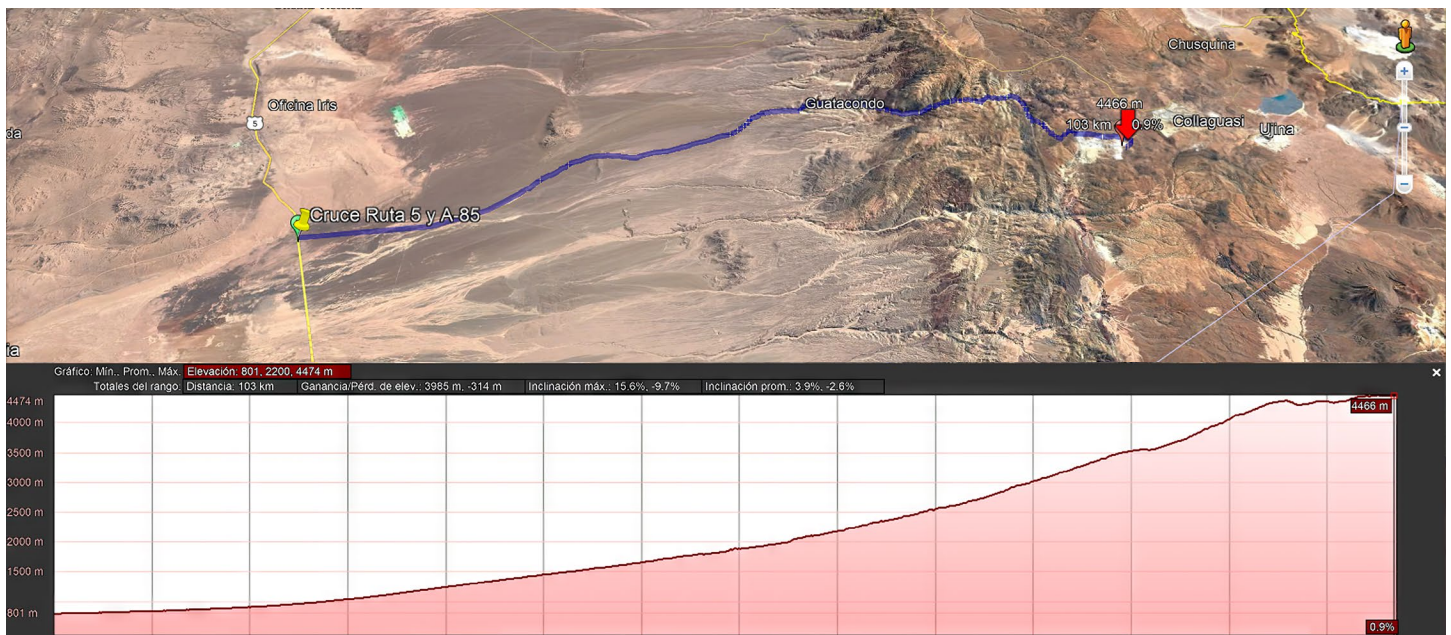 Chusquina
Oficina Iris
5
Guatacondo
4466 m
103 km
0.9%
Collaguasi
Ujina
da
Cruce Ruta 5 y A-85
ia
Gráfico: Mín., Prom., Máx. Elevación: 801, 2200, 4474 m
Totales del rango: Distancia: 103 km Ganancia/Pérd. de elev.: 3985 m, -314 m Inclinación máx.: 15.6%, -9.7% Inclinación prom.: 3.9%, -2.6%
4474 m
4466 m
4000 m
3500 m
3000 m
2500 m
2000 m
1500 m
801 m
0.9%